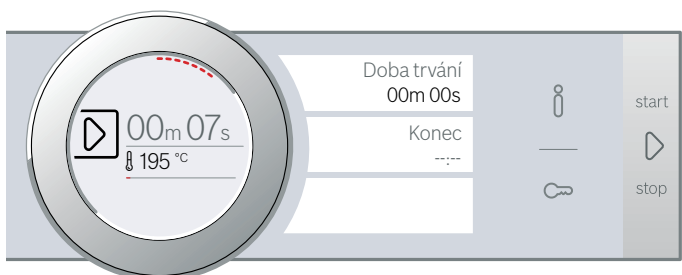 00m 07s
195 °C
Doba trvání
00m 00s
Konec
--:--
start
stop